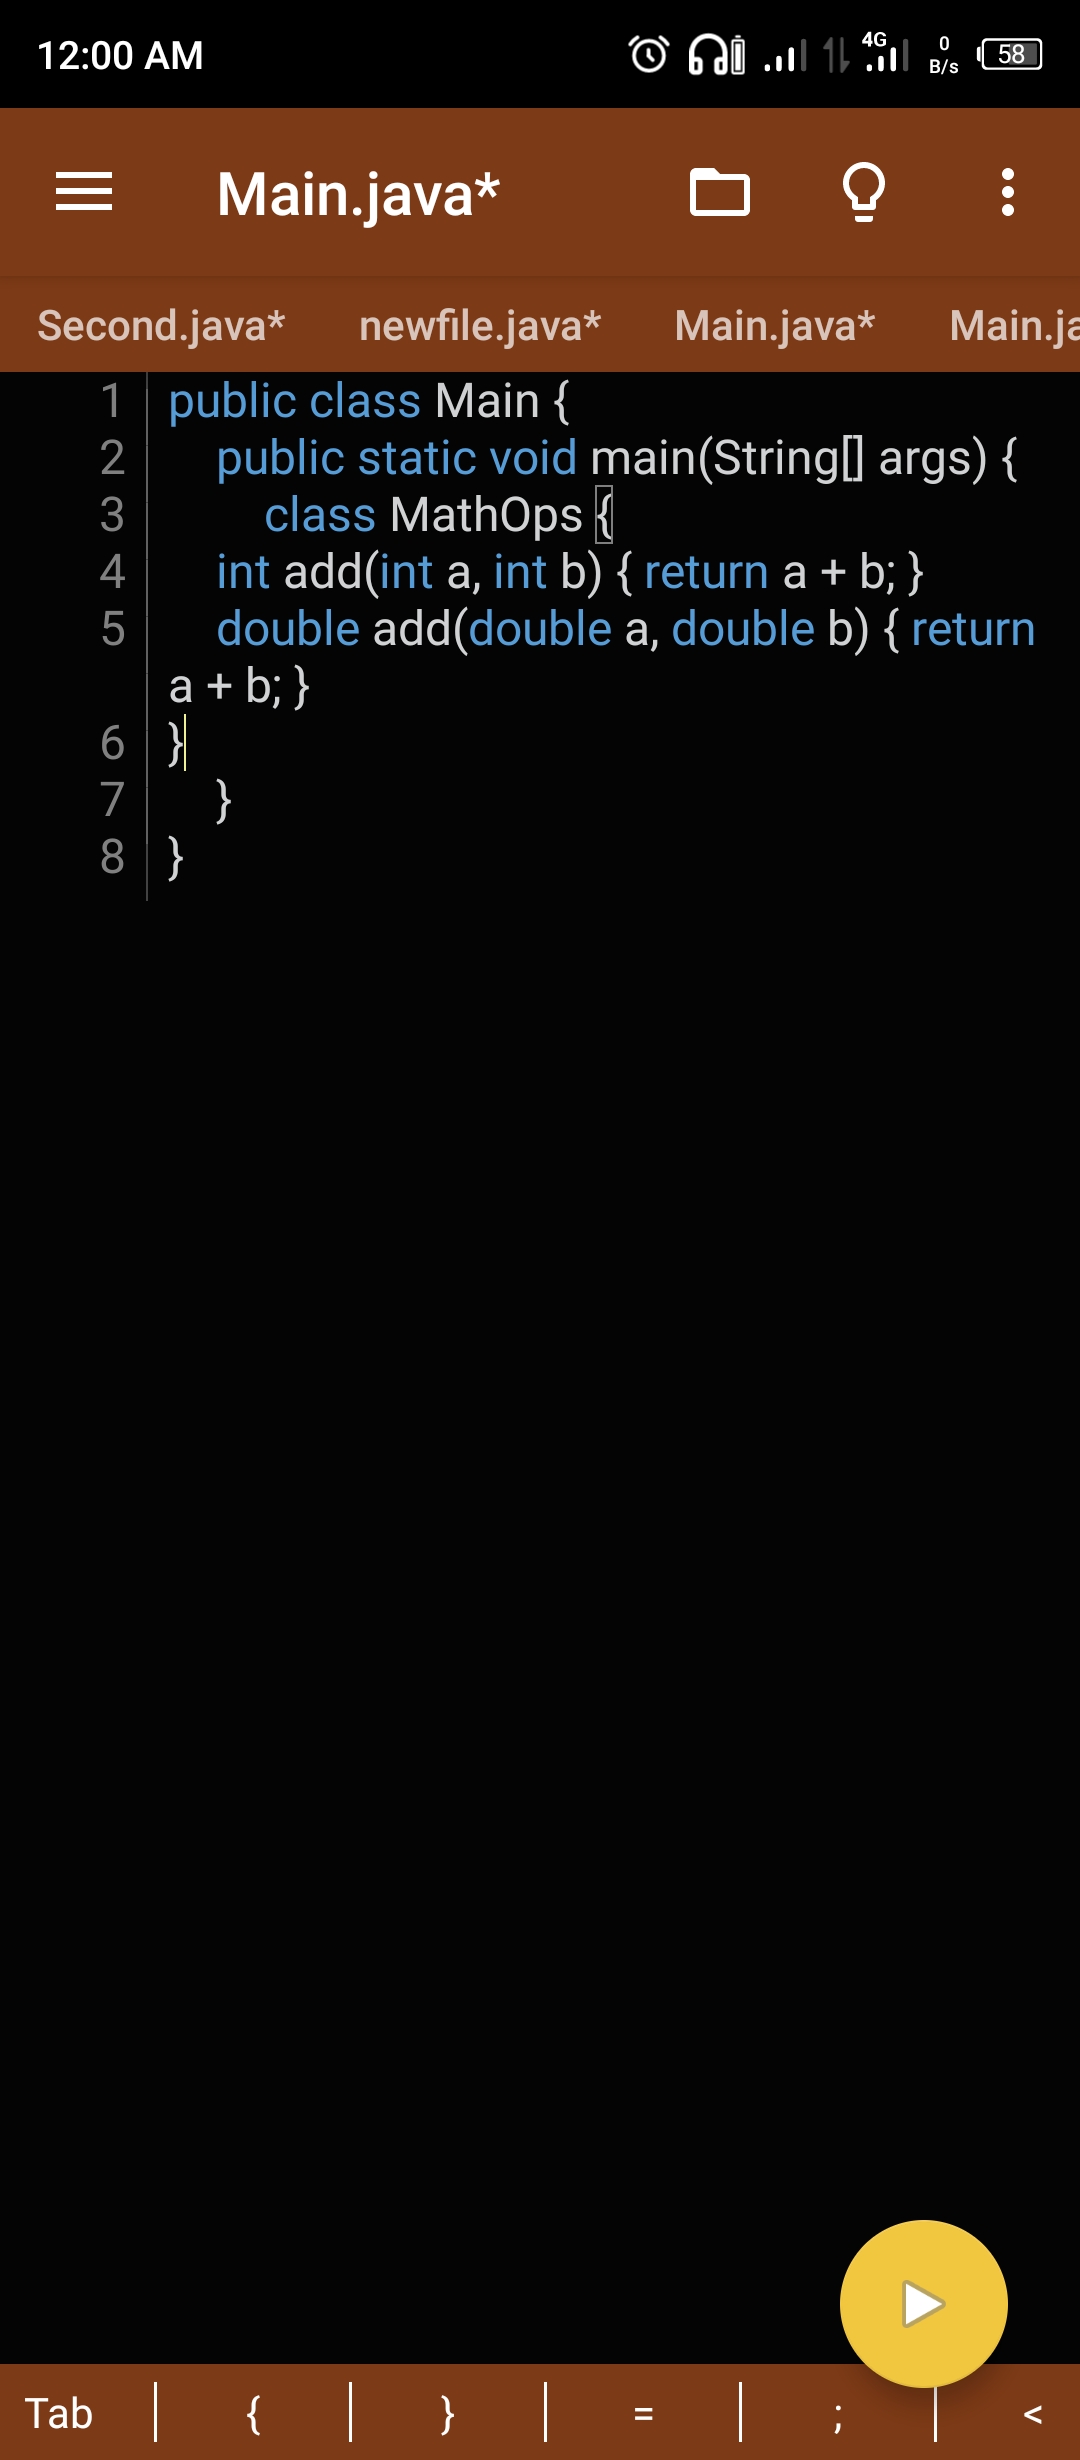 12:00 AM 4G 0 B/s 58
Main.java*
Second.java* newfile.java* Main.java* Main.ja
1 public class Main {
2 public static void main(String[] args) {
3 class MathOps {
4 int add(int a, int b) { return a + b; }
5 double add(double a, double b) { return
a + b; }
6 }
7 }
8 }
Tab { } = ; <